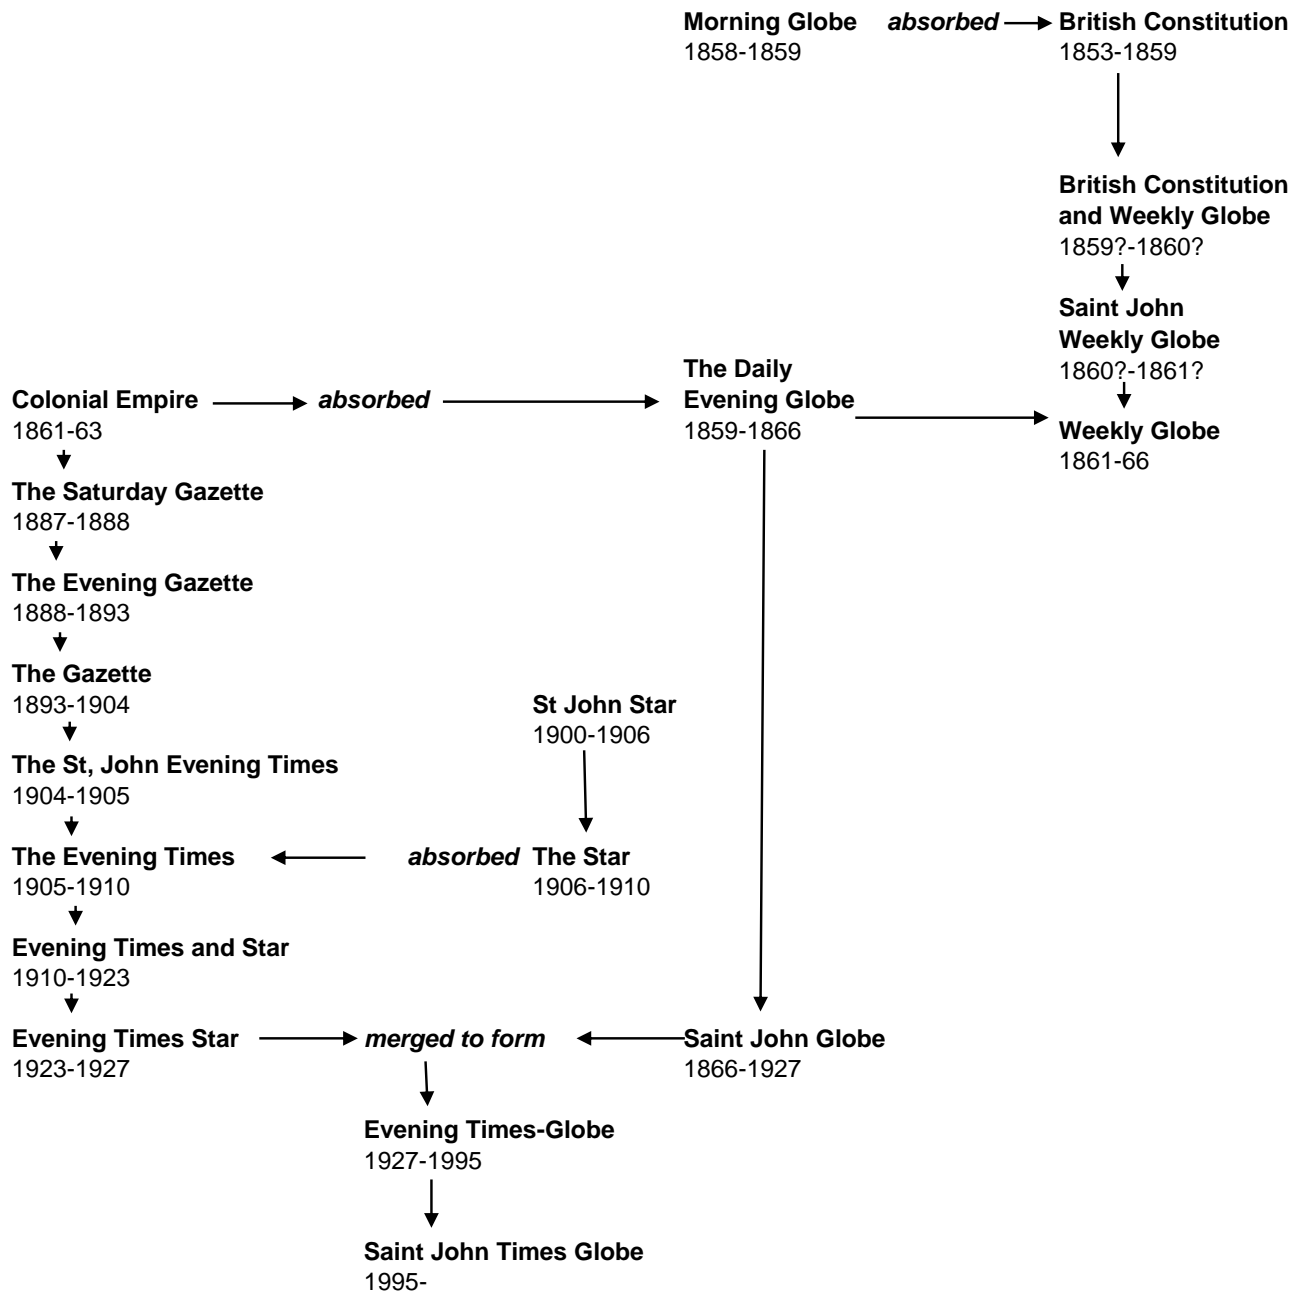 Morning Globe absorbed British Constitution
1858-1859 1853-1859
British Constitution
and Weekly Globe
1859?-1860?
Saint John
Weekly Globe
1860?-1861?
The Daily
Evening Globe
1859-1866
Colonial Empire absorbed
1861-63
Weekly Globe
1861-66
The Saturday Gazette
1887-1888
The Evening Gazette
1888-1893
The Gazette
1893-1904
St John Star
1900-1906
The St, John Evening Times
1904-1905
The Evening Times absorbed The Star
1905-1910 1906-1910
Evening Times and Star
1910-1923
Evening Times Star merged to form Saint John Globe
1923-1927 1866-1927
Evening Times-Globe
1927-1995
Saint John Times Globe
1995-